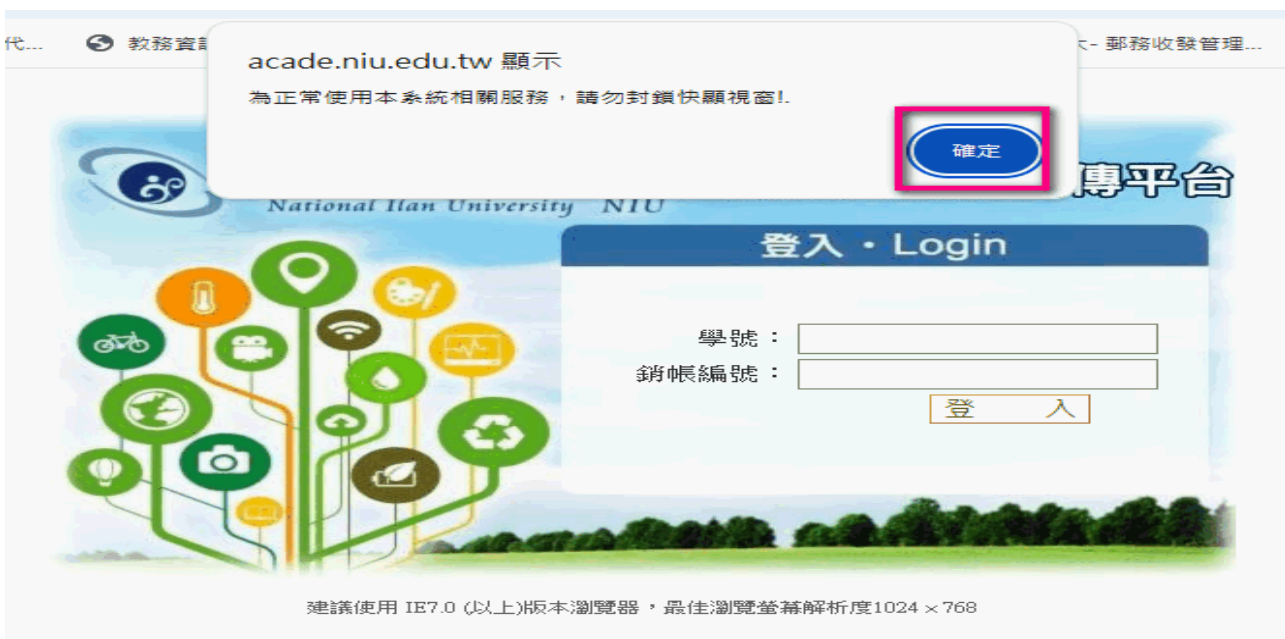 代... 教務資 - 郵務收發管理...
acade.niu.edu.tw 顯示
為正常使用本系統相關服務，請勿封鎖快顯視窗!.
確定
傳平台
National Ilan University NIU
登入・Login
學號：
銷帳編號：
登 入
建議使用 IE7.0 (以上)版本瀏覽器，最佳瀏覽螢幕解析度1024 × 768